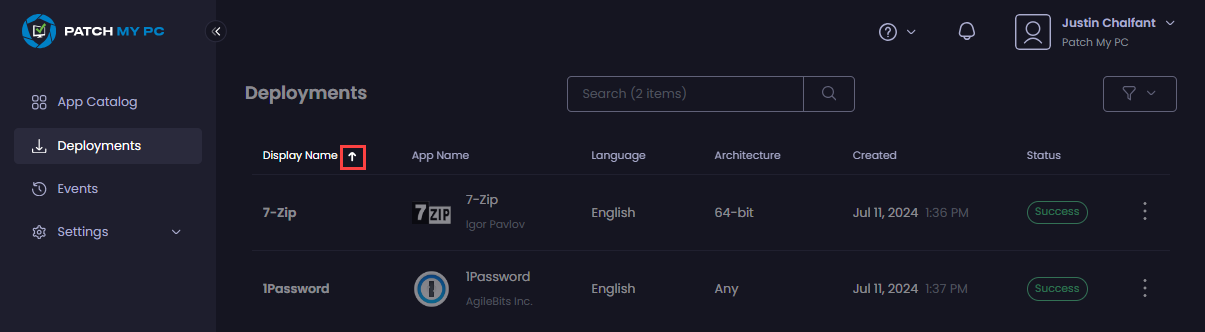 PATCH MY PC
Justin Chalfant
Patch My PC
App Catalog
Deployments
Events
Settings
Deployments
Search (2 items)
Display Name App Name Language Architecture Created Status
7-Zip 7 ZIP 7-Zip Igor Pavlov English 64-bit Jul 11, 2024 1:36 PM Success
1Password 1Password AgileBits Inc. English Any Jul 11, 2024 1:37 PM Success